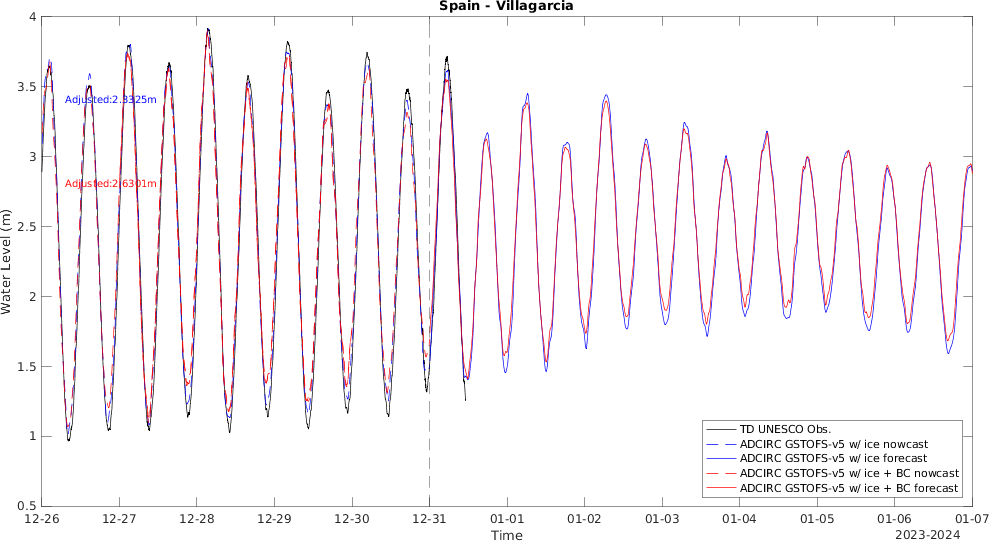 Spain - Villagarcia
4
3.5
3
2.5
2
1.5
1
0.5
Water Level (m)
Adjusted:2.3325m
Adjusted:2.6301m
TD UNESCO Obs.
ADCIRC GSTOFS-v5 w/ ice nowcast
ADCIRC GSTOFS-v5 w/ ice forecast
ADCIRC GSTOFS-v5 w/ ice + BC nowcast
ADCIRC GSTOFS-v5 w/ ice + BC forecast
12-26 12-27 12-28 12-29 12-30 12-31 01-01 01-02 01-03 01-04 01-05 01-06 01-07
Time
2023-2024